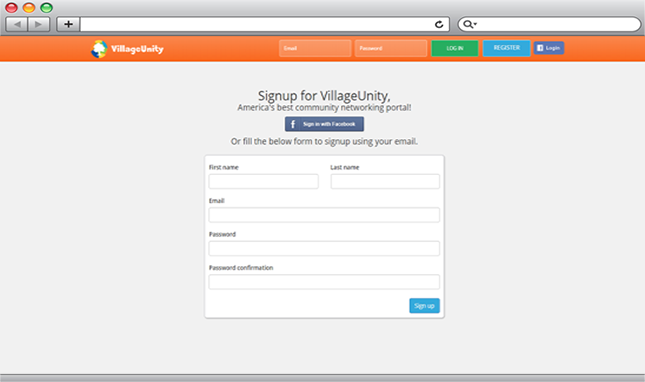 VillageUnity
Email Password LOG IN REGISTER Login
Signup for VillageUnity,
America's best community networking portal!
Sign in with Facebook
Or fill the below form to signup using your email.
First name Last name
Email
Password
Password confirmation
Sign up